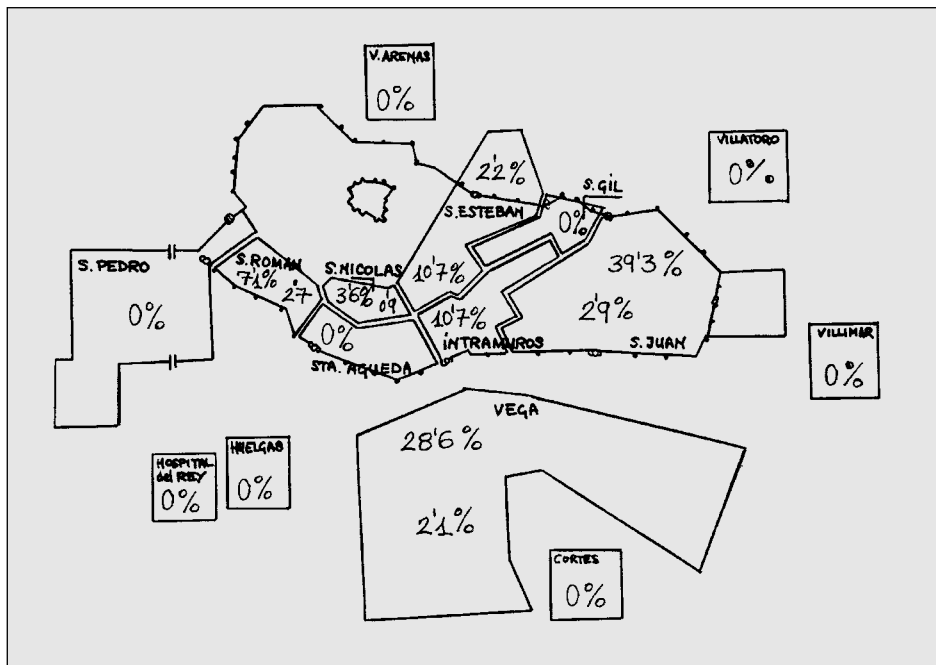 V. ARENAS
0%
VILLATORO
0%
2'2%
S. GIL
0%
S. ESTEBAN
S. PEDRO
0%
S. ROMAN
7'1%
2'7
S. NICOLAS
3'6%
0'9
10'7%
39'3%
2'9%
10'7%
0%
STA. AGUEDA
INTRAMUROS
S. JUAN
VILLIMAR
0%
VEGA
28'6%
2'1%
HOSPITAL
del REY
0%
HUELGAS
0%
CORTES
0%